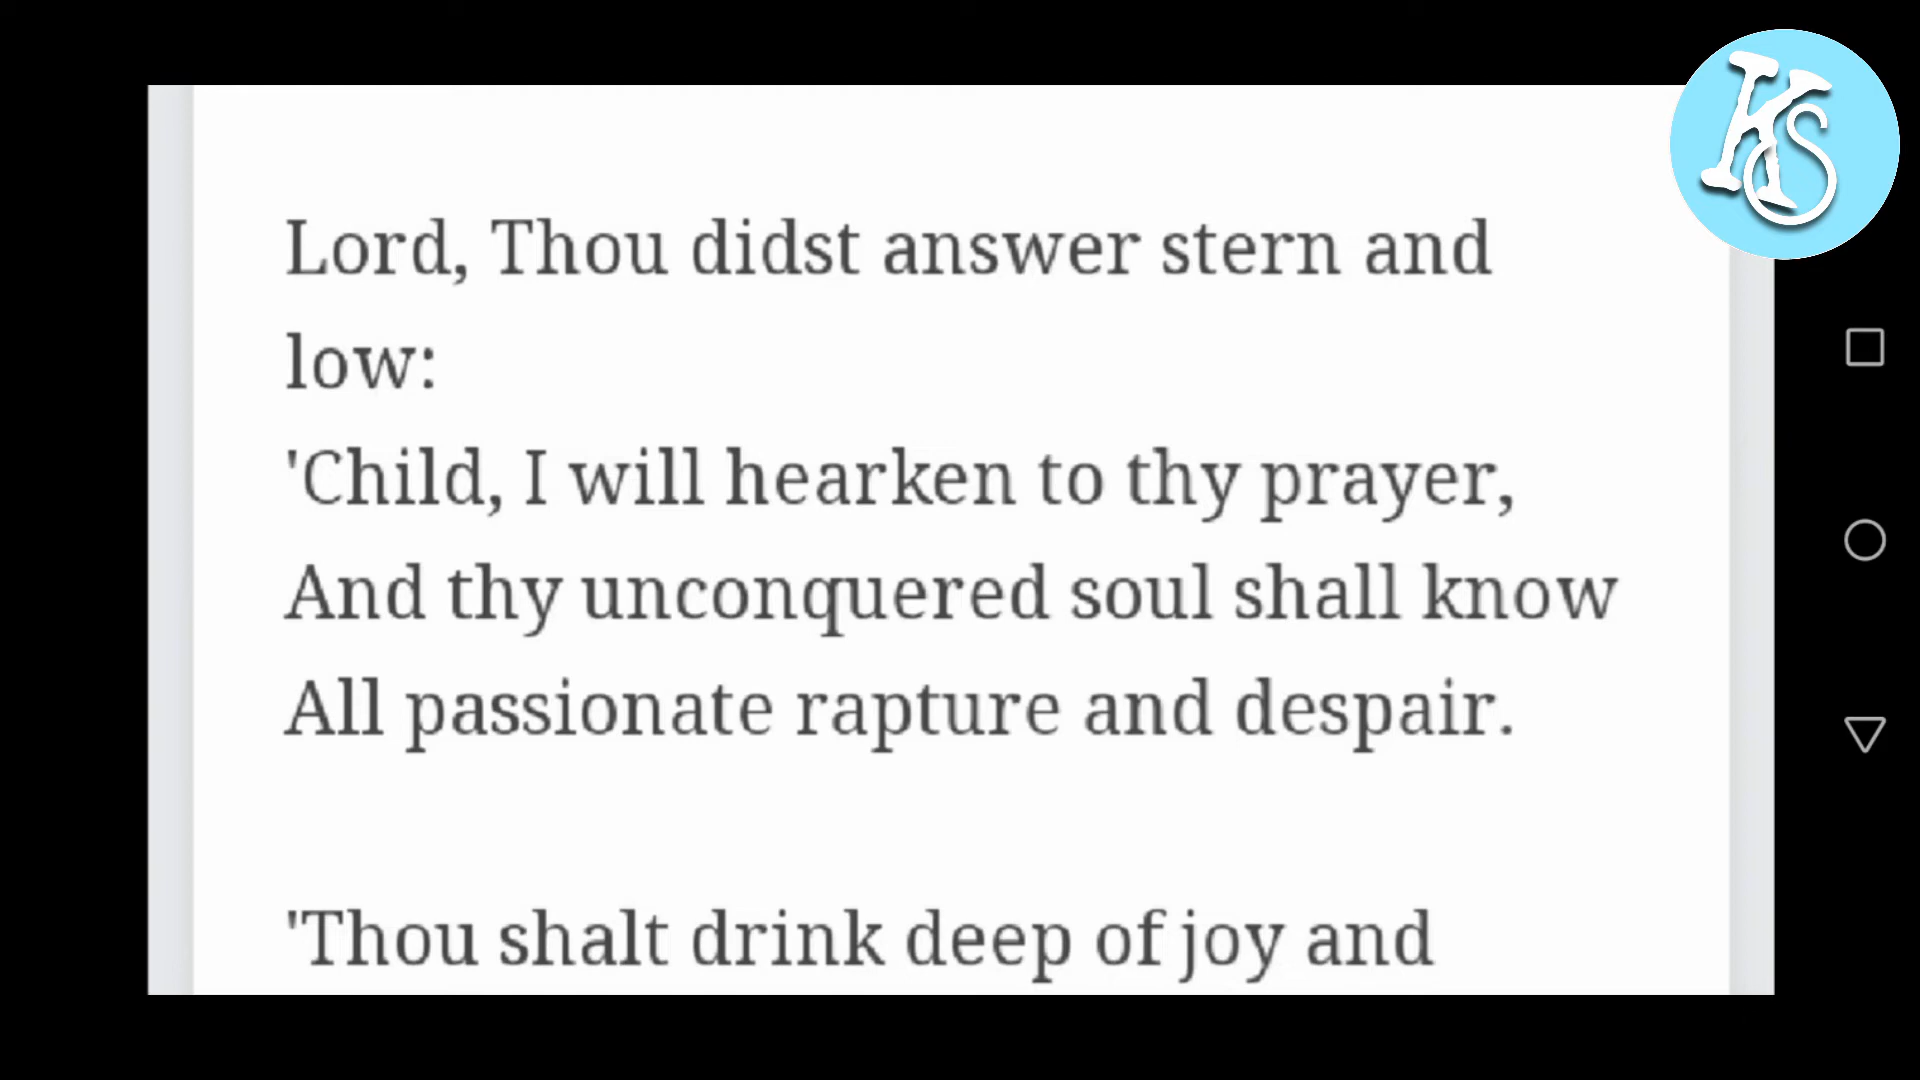 KS
Lord, Thou didst answer stern and
low:
'Child, I will hearken to thy prayer,
And thy unconquered soul shall know
All passionate rapture and despair.
'Thou shalt drink deep of joy and